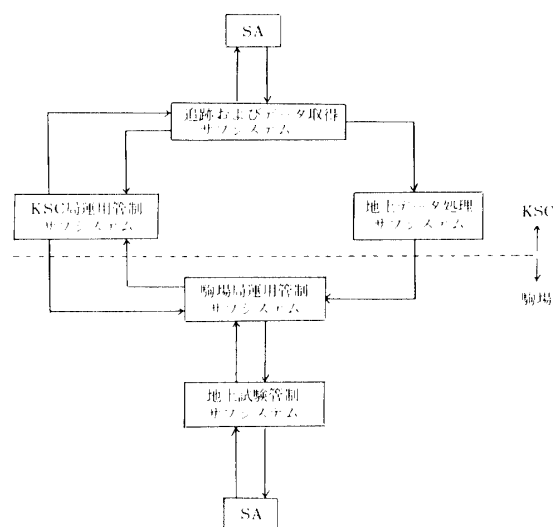 SA
追跡およびデータ取得
サブシステム
KSC局運用管制
サブシステム
地上データ処理
サブシステム
KSC
駒場
駒場局運用管制
サブシステム
地上試験管制
サブシステム
SA